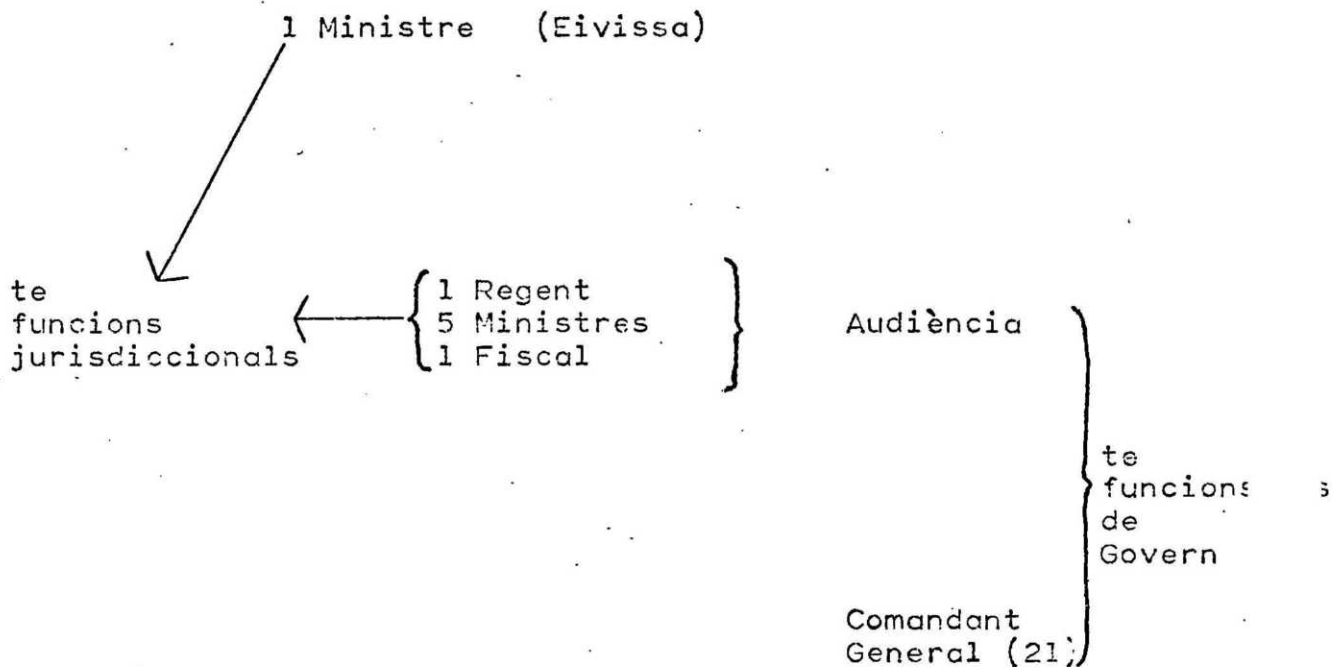 1 Ministre (Eivissa)
te
funcions
jurisdiccionals
1 Regent
5 Ministres
1 Fiscal
Audiència
te
funcions
de
Govern
Comandant
General (21)